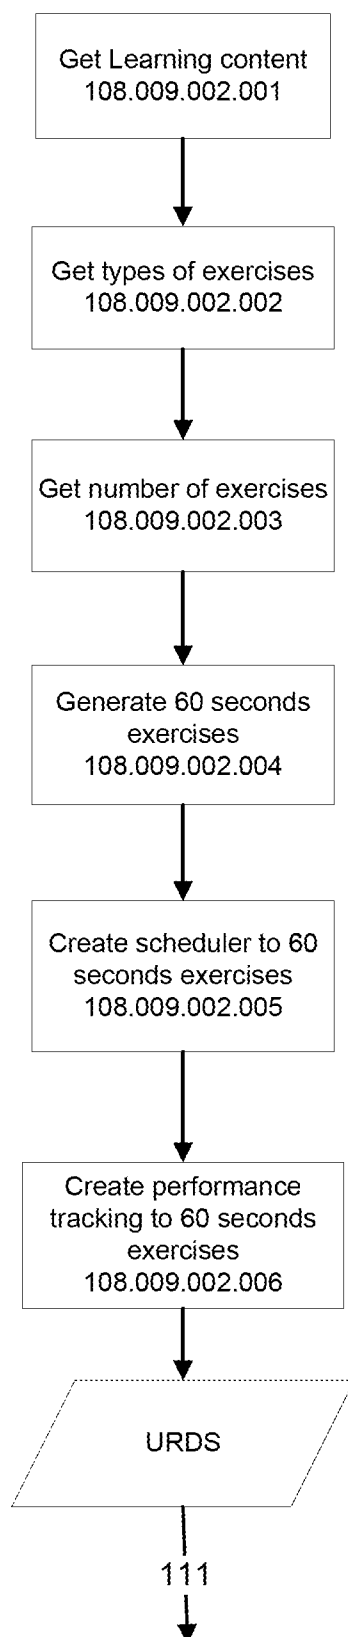 Get Learning content
108.009.002.001
Get types of exercises
108.009.002.002
Get number of exercises
108.009.002.003
Generate 60 seconds
exercises
108.009.002.004
Create scheduler to 60
seconds exercises
108.009.002.005
Create performance
tracking to 60 seconds
exercises
108.009.002.006
URDS
111